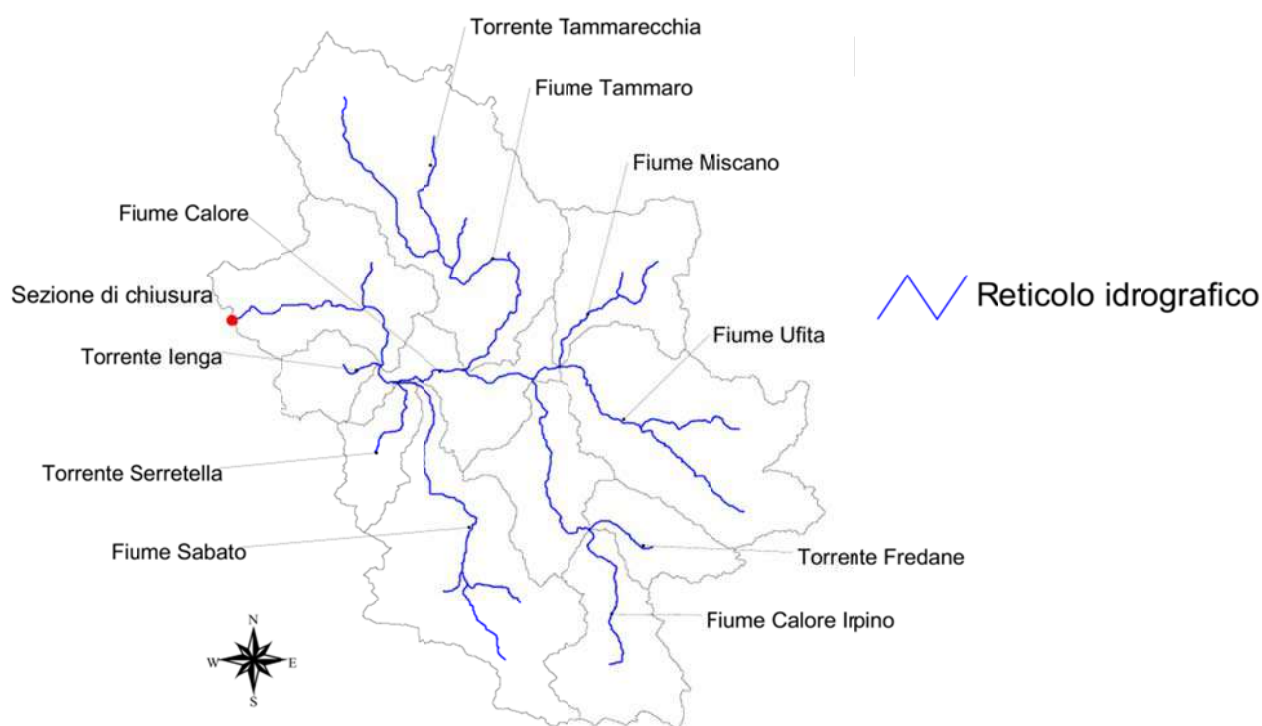 Torrente Tammarecchia
Fiume Tammaro
Fiume Miscano
Fiume Calore
Sezione di chiusura
Reticolo idrografico
Fiume Ufita
Torrente Ienga
Torrente Serretella
Fiume Sabato
Torrente Fredane
Fiume Calore Irpino
N
W E
S